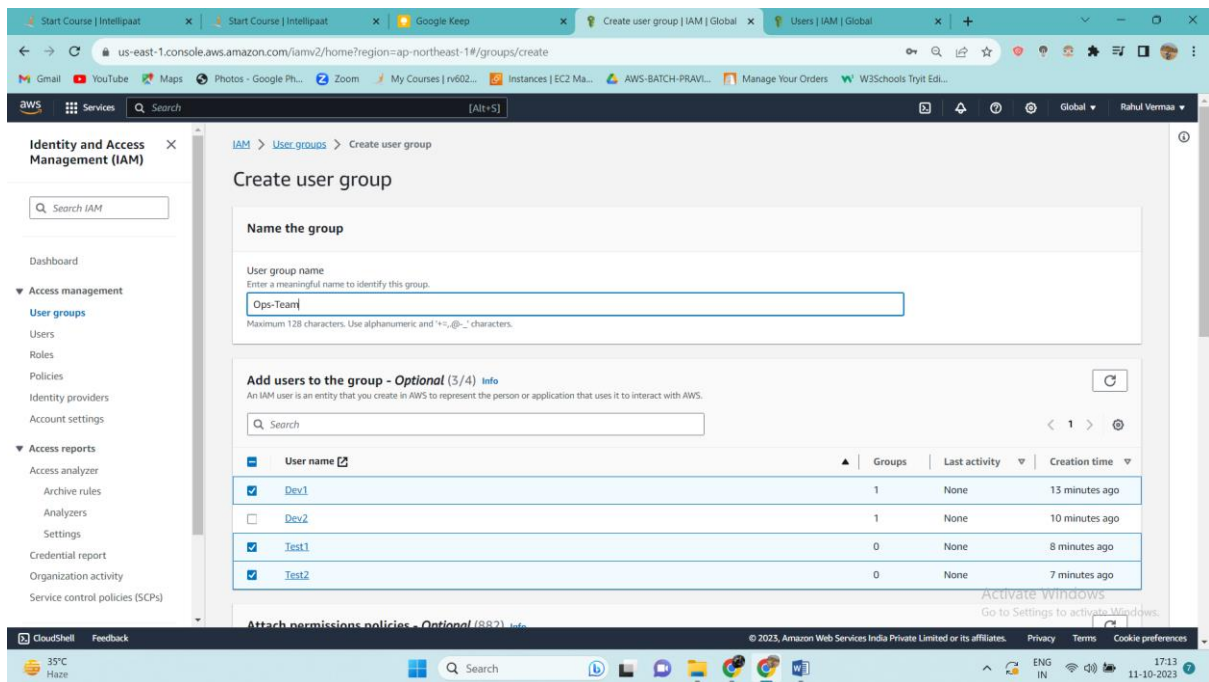 Start Course | Intellipaat
Start Course | Intellipaat
Google Keep
Create user group | IAM | Global
Users | IAM | Global
us-east-1.console.aws.amazon.com/iamv2/home?region=ap-northeast-1#/groups/create
Gmail
YouTube
Maps
Photos - Google Ph...
Zoom
My Courses | rv602...
Instances | EC2 Ma...
AWS-BATCH-PRAVI...
Manage Your Orders
W3Schools Tryit Edi...
aws
Services
Search
[Alt+S]
Global
Rahul Vermaa
Identity and Access
Management (IAM)
Search IAM
Dashboard
Access management
User groups
Users
Roles
Policies
Identity providers
Account settings
Access reports
Access analyzer
Archive rules
Analyzers
Settings
Credential report
Organization activity
Service control policies (SCPs)
IAM > User groups > Create user group
Create user group
Name the group
User group name
Enter a meaningful name to identify this group.
Ops-Team
Maximum 128 characters. Use alphanumeric and '+=,.@-_' characters.
Add users to the group - Optional (3/4) Info
An IAM user is an entity that you create in AWS to represent the person or application that uses it to interact with AWS.
Search
1
User name Groups Last activity Creation time
Dev1 1 None 13 minutes ago
Dev2 1 None 10 minutes ago
Test1 0 None 8 minutes ago
Test2 0 None 7 minutes ago
Attach permissions policies - Optional (882) Info
Activate Windows
Go to Settings to activate Windows.
CloudShell
Feedback
© 2023, Amazon Web Services India Private Limited or its affiliates.
Privacy
Terms
Cookie preferences
35°C
Haze
Search
ENG
IN
17:13
11-10-2023
7